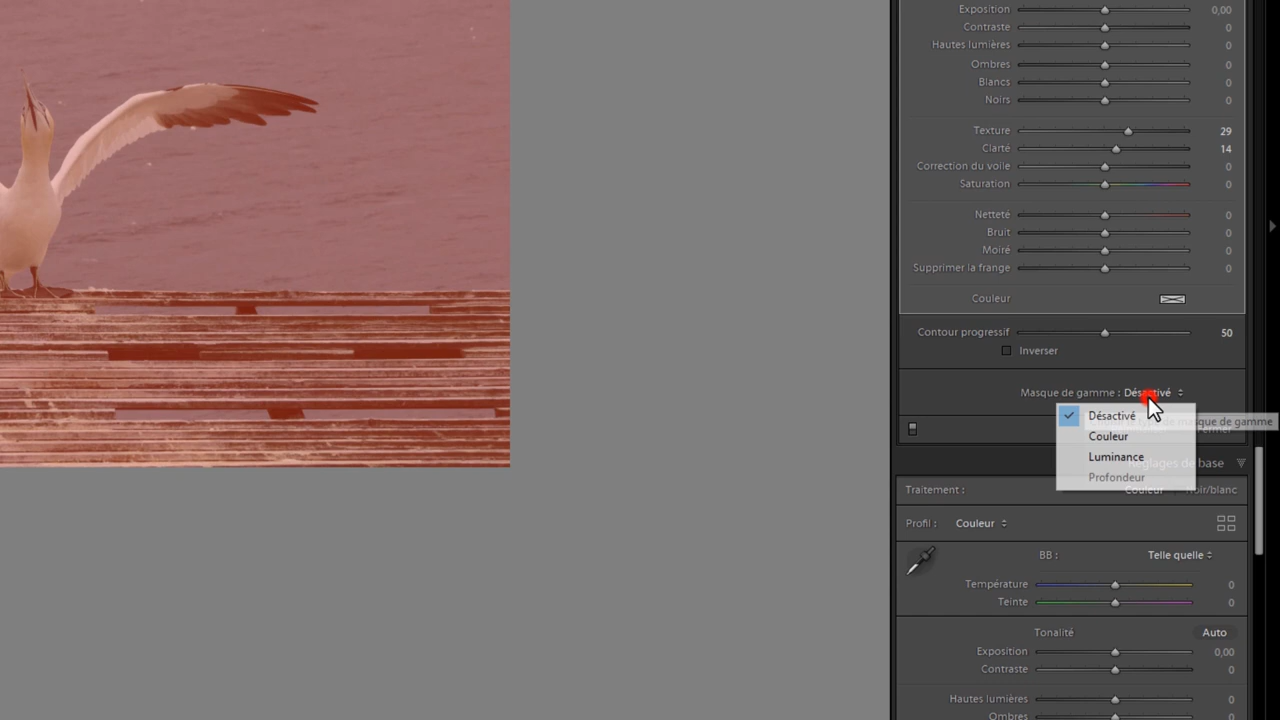 Exposition 0,00
Contraste 0
Hautes lumières 0
Ombres 0
Blancs 0
Noirs 0
Texture 29
Clarté 14
Correction du voile 0
Saturation 0
Netteté 0
Bruit 0
Moiré 0
Supprimer la frange 0
Couleur
Contour progressif 50
Inverser
Masque de gamme : Désactivé
Désactivé
masque de gamme
Couleur
Luminance
Profondeur
Réglages de base
Traitement : Couleur Noir/blanc
Profil : Couleur
BB : Telle quelle
Température 0
Teinte 0
Tonalité Auto
Exposition 0,00
Contraste 0
Hautes lumières 0
Ombres 0